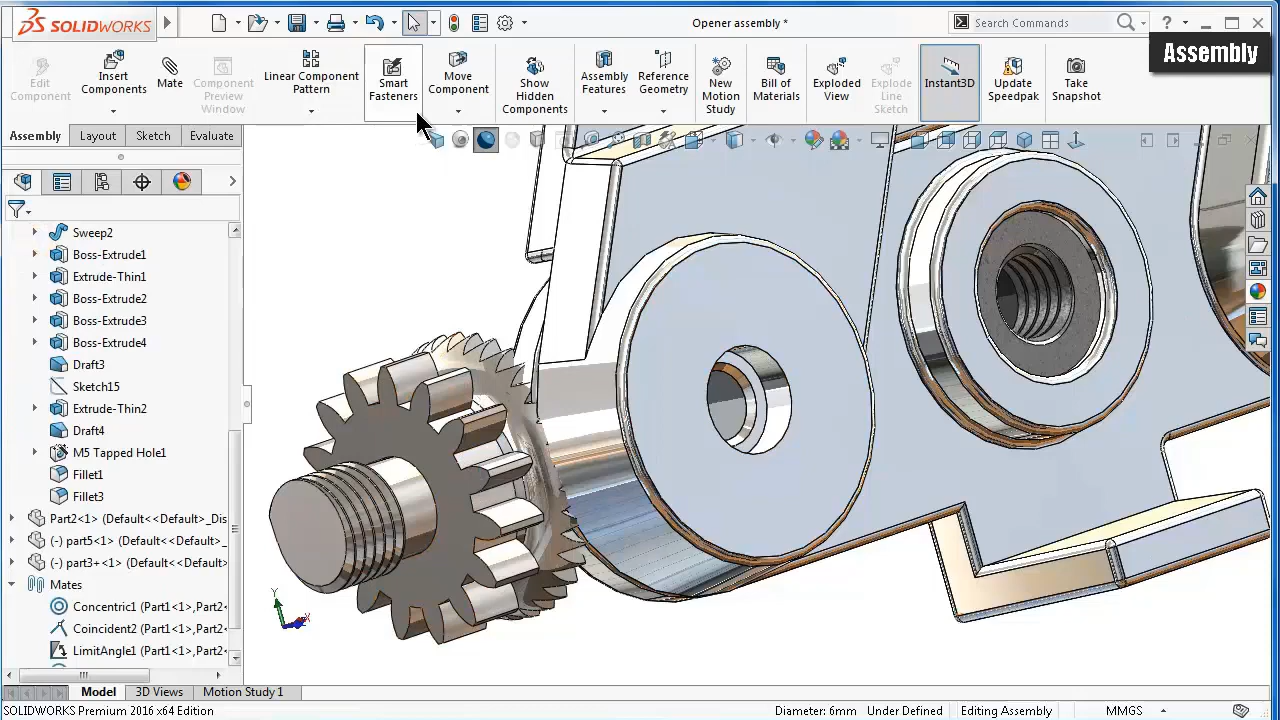 SOLIDWORKS
Opener assembly *
Search Commands
?
Assembly
Edit Component
Insert Components
Mate
Component Preview Window
Linear Component Pattern
Smart Fasteners
Move Component
Show Hidden Components
Assembly Features
Reference Geometry
New Motion Study
Bill of Materials
Exploded View
Explode Line Sketch
Instant3D
Update Speedpak
Take Snapshot
Assembly
Layout
Sketch
Evaluate
Sweep2
Boss-Extrude1
Extrude-Thin1
Boss-Extrude2
Boss-Extrude3
Boss-Extrude4
Draft3
Sketch15
Extrude-Thin2
Draft4
M5 Tapped Hole1
Fillet1
Fillet3
Part2<1> (Default<<Default>_Dis
(-) part5<1> (Default<<Default>_
(-) part3+<1> (Default<<Default
Mates
Concentric1 (Part1<1>,Part2<
Coincident2 (Part1<1>,Part2<
LimitAngle1 (Part1<1>,Part2<
Y
X
Model
3D Views
Motion Study 1
SOLIDWORKS Premium 2016 x64 Edition
Diameter: 6mm
Under Defined
Editing Assembly
MMGS